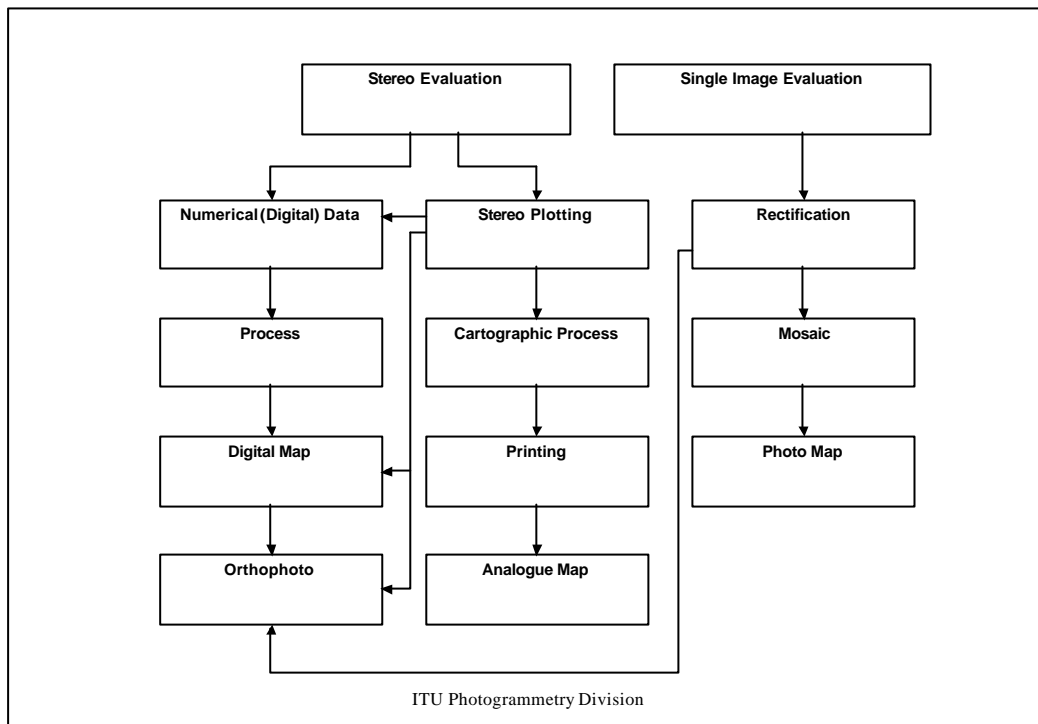 Stereo Evaluation
Single Image Evaluation
Numerical (Digital) Data
Stereo Plotting
Rectification
Process
Cartographic Process
Mosaic
Digital Map
Printing
Photo Map
Orthophoto
Analogue Map
ITU Photogrammetry Division